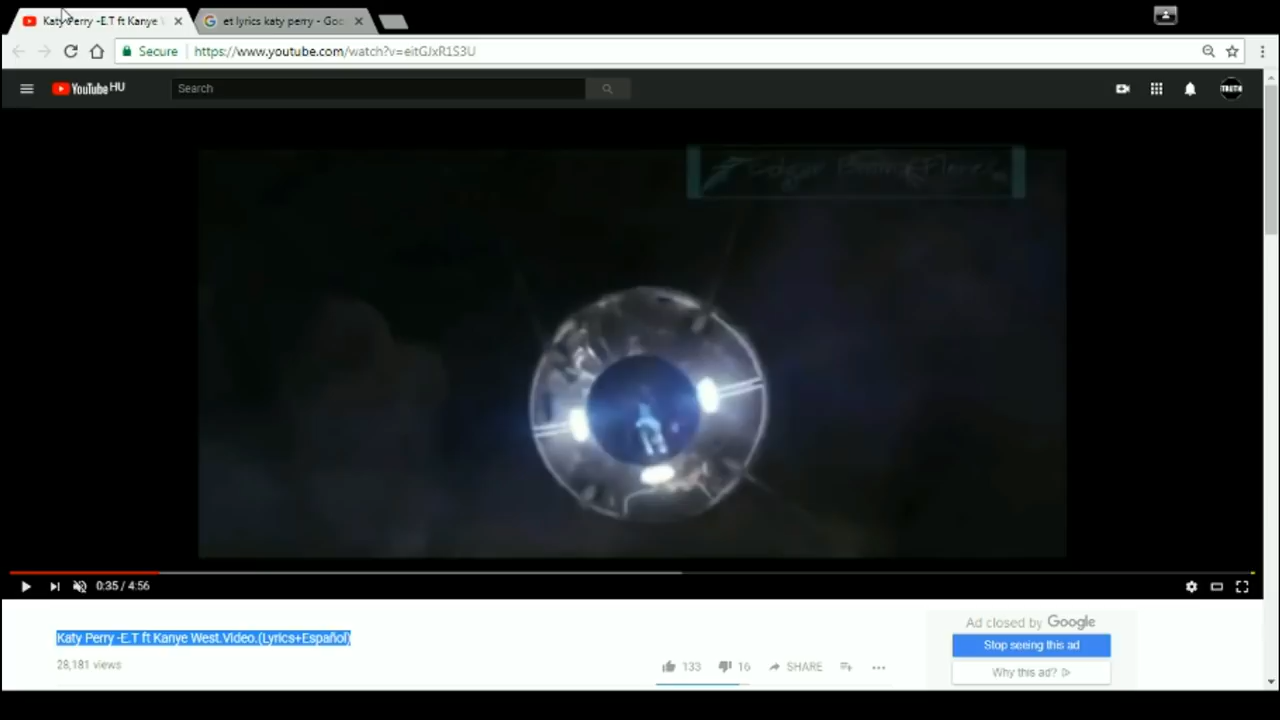 Katy Perry -E.T ft Kanye W
et lyrics katy perry - Goo
Secure
https://www.youtube.com/watch?v=eitGJxR1S3U
YouTube HU
Search
TRUTH
0:35 / 4:56
Katy Perry -E.T ft Kanye West.Video.(Lyrics+Español)
28,181 views
133
16
SHARE
Ad closed by Google
Stop seeing this ad
Why this ad?